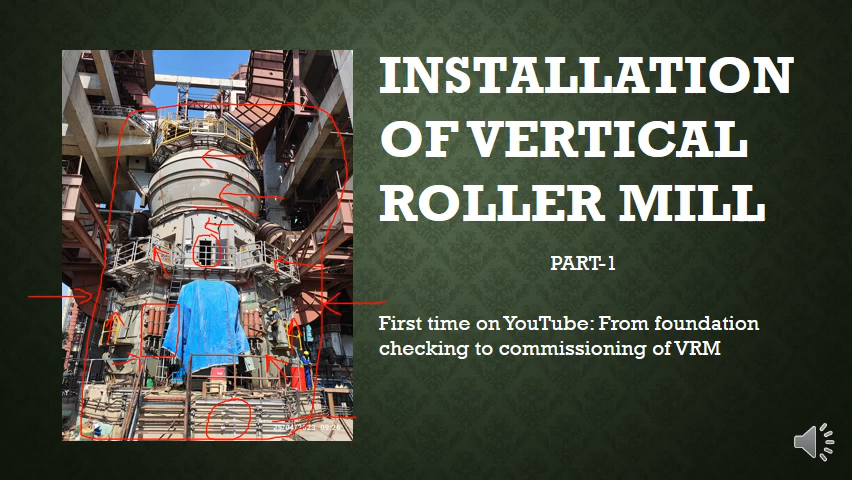 INSTALLATION
OF VERTICAL
ROLLER MILL
PART-1
First time on YouTube: From foundation
checking to commissioning of VRM